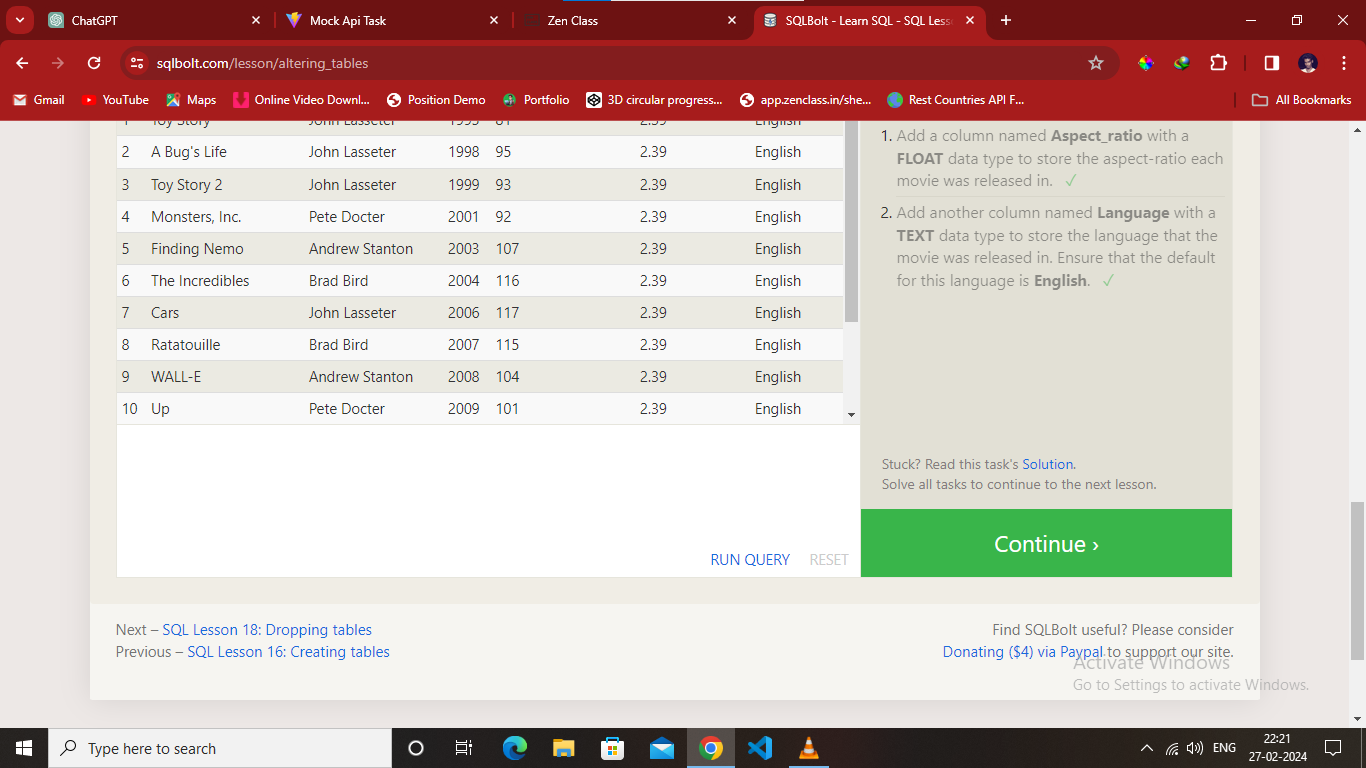 ChatGPT
Mock Api Task
Zen Class
SQLBolt - Learn SQL - SQL Less
sqlbolt.com/lesson/altering_tables
Gmail
YouTube
Maps
Online Video Downl...
Position Demo
Portfolio
3D circular progress...
app.zenclass.in/she...
Rest Countries API F...
All Bookmarks
1 Toy Story John Lasseter 1995 81 2.39 English
2 A Bug's Life John Lasseter 1998 95 2.39 English
3 Toy Story 2 John Lasseter 1999 93 2.39 English
4 Monsters, Inc. Pete Docter 2001 92 2.39 English
5 Finding Nemo Andrew Stanton 2003 107 2.39 English
6 The Incredibles Brad Bird 2004 116 2.39 English
7 Cars John Lasseter 2006 117 2.39 English
8 Ratatouille Brad Bird 2007 115 2.39 English
9 WALL-E Andrew Stanton 2008 104 2.39 English
10 Up Pete Docter 2009 101 2.39 English
RUN QUERY RESET
1. Add a column named Aspect_ratio with a
FLOAT data type to store the aspect-ratio each
movie was released in. ✓
2. Add another column named Language with a
TEXT data type to store the language that the
movie was released in. Ensure that the default
for this language is English. ✓
Stuck? Read this task's Solution.
Solve all tasks to continue to the next lesson.
Continue ›
Next – SQL Lesson 18: Dropping tables
Previous – SQL Lesson 16: Creating tables
Find SQLBolt useful? Please consider
Donating ($4) via Paypal to support our site.
Activate Windows
Go to Settings to activate Windows.
Type here to search
ENG
22:21
27-02-2024